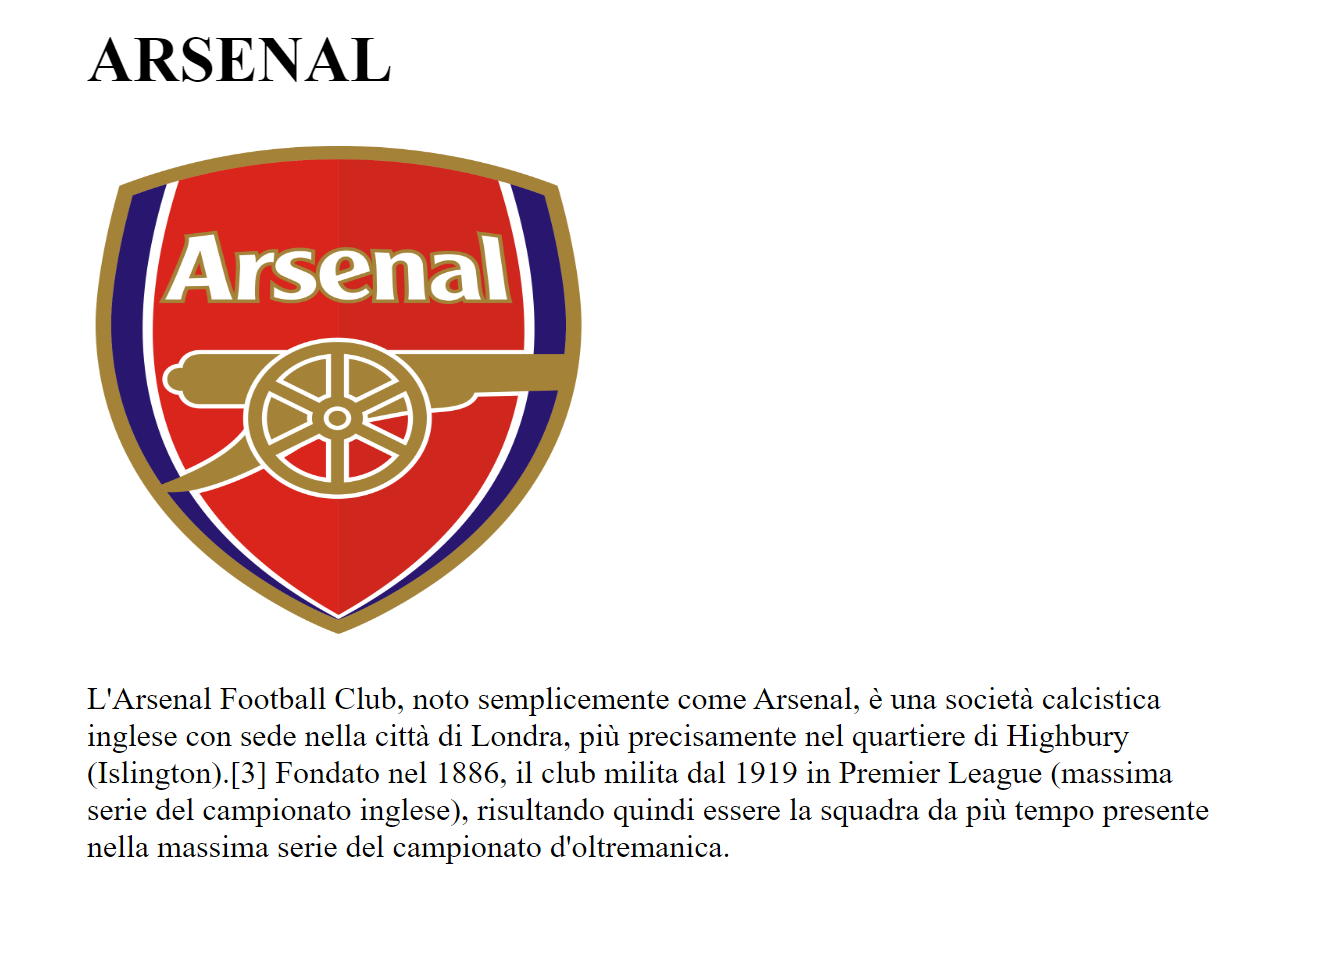 ARSENAL
Arsenal
L'Arsenal Football Club, noto semplicemente come Arsenal, è una società calcistica
inglese con sede nella città di Londra, più precisamente nel quartiere di Highbury
(Islington).[3] Fondato nel 1886, il club milita dal 1919 in Premier League (massima
serie del campionato inglese), risultando quindi essere la squadra da più tempo presente
nella massima serie del campionato d'oltremanica.